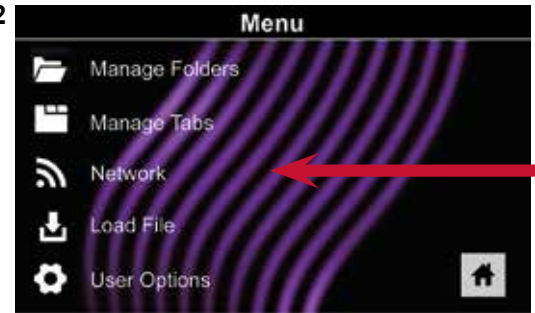 2
Menu
Manage Folders
Manage Tabs
Network
Load File
User Options